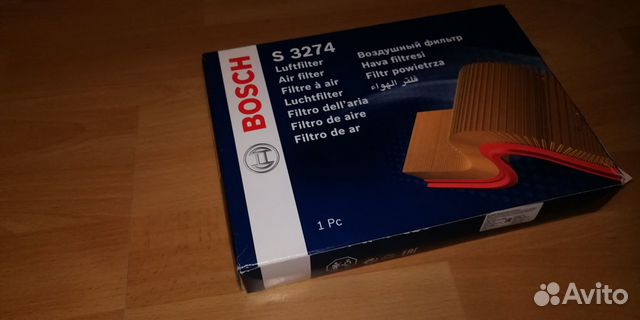 BOSCH
S 3274
Luftfilter
Air filter
Filtre à air
Luchtfilter
Filtro dell'aria
Filtro de aire
Filtro de ar
Воздушный фильтр
Hava filtresi
Filtr powietrza
فلتر الهواء
1 Pc
EAC
Avito